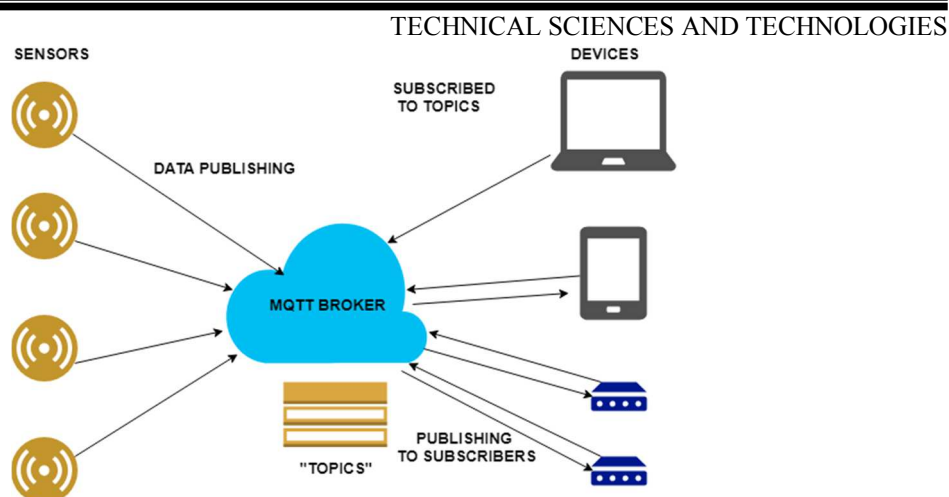 TECHNICAL SCIENCES AND TECHNOLOGIES
SENSORS
DEVICES
SUBSCRIBED
TO TOPICS
DATA PUBLISHING
MQTT BROKER
PUBLISHING
TO SUBSCRIBERS
"TOPICS"